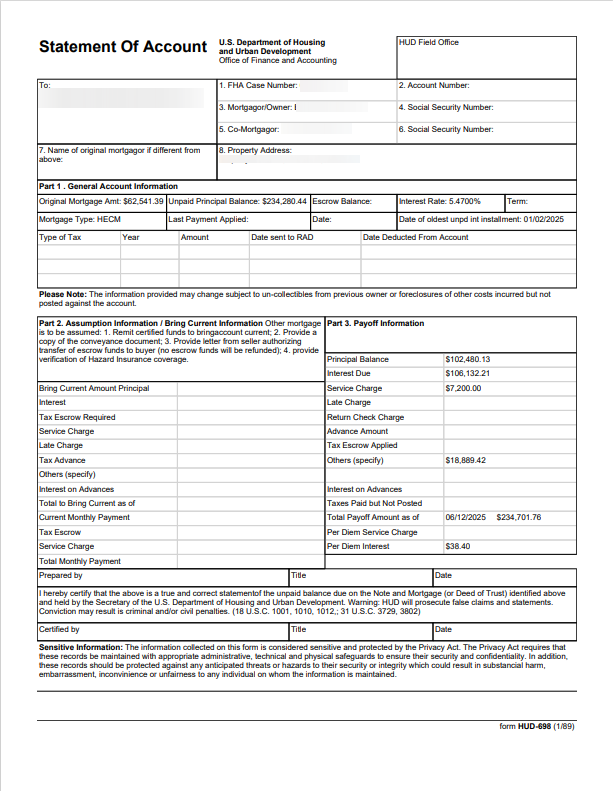 Statement Of Account
U.S. Department of Housing
and Urban Development
Office of Finance and Accounting
HUD Field Office
To:
1. FHA Case Number:
2. Account Number:
3. Mortgagor/Owner:
4. Social Security Number:
5. Co-Mortgagor:
6. Social Security Number:
7. Name of original mortgagor if different from
above:
8. Property Address:
Part 1 . General Account Information
Original Mortgage Amt: $62,541.39 Unpaid Principal Balance: $234,280.44 Escrow Balance: Interest Rate: 5.4700% Term:
Mortgage Type: HECM Last Payment Applied: Date: Date of oldest unpd int installment: 01/02/2025
Type of Tax Year Amount Date sent to RAD Date Deducted From Account
Please Note: The information provided may change subject to un-collectibles from previous owner or foreclosures of other costs incurred but not
posted against the account.
Part 2. Assumption Information / Bring Current Information Other mortgage
is to be assumed: 1. Remit certified funds to bringaccount current; 2. Provide a
copy of the conveyance document; 3. Provide letter from seller authorizing
transfer of escrow funds to buyer (no escrow funds will be refunded); 4. provide
verification of Hazard Insurance coverage.
Part 3. Payoff Information
Principal Balance $102,480.13
Interest Due $106,132.21
Bring Current Amount Principal Service Charge $7,200.00
Interest Late Charge
Tax Escrow Required Return Check Charge
Service Charge Advance Amount
Late Charge Tax Escrow Applied
Tax Advance Others (specify) $18,889.42
Others (specify)
Interest on Advances Interest on Advances
Total to Bring Current as of Taxes Paid but Not Posted
Current Monthly Payment Total Payoff Amount as of 06/12/2025 $234,701.76
Tax Escrow Per Diem Service Charge
Service Charge Per Diem Interest $38.40
Total Monthly Payment
Prepared by Title Date
I hereby certify that the above is a true and correct statementof the unpaid balance due on the Note and Mortgage (or Deed of Trust) identified above
and held by the Secretary of the U.S. Department of Housing and Urban Development. Warning: HUD will prosecute false claims and statements.
Conviction may result is criminal and/or civil penalties. (18 U.S.C. 1001, 1010, 1012,; 31 U.S.C. 3729, 3802)
Certified by Title Date
Sensitive Information: The information collected on this form is considered sensitive and protected by the Privacy Act. The Privacy Act requires that
these records be maintained with appropriate administrative, technical and physical safeguards to ensure their security and confidentiality. In addition,
these records should be protected against any anticipated threats or hazards to their security or integrity which could result in substancial harm,
embarrassment, inconvinience or unfairness to any individual on whom the information is maintained.
form HUD-698 (1/89)